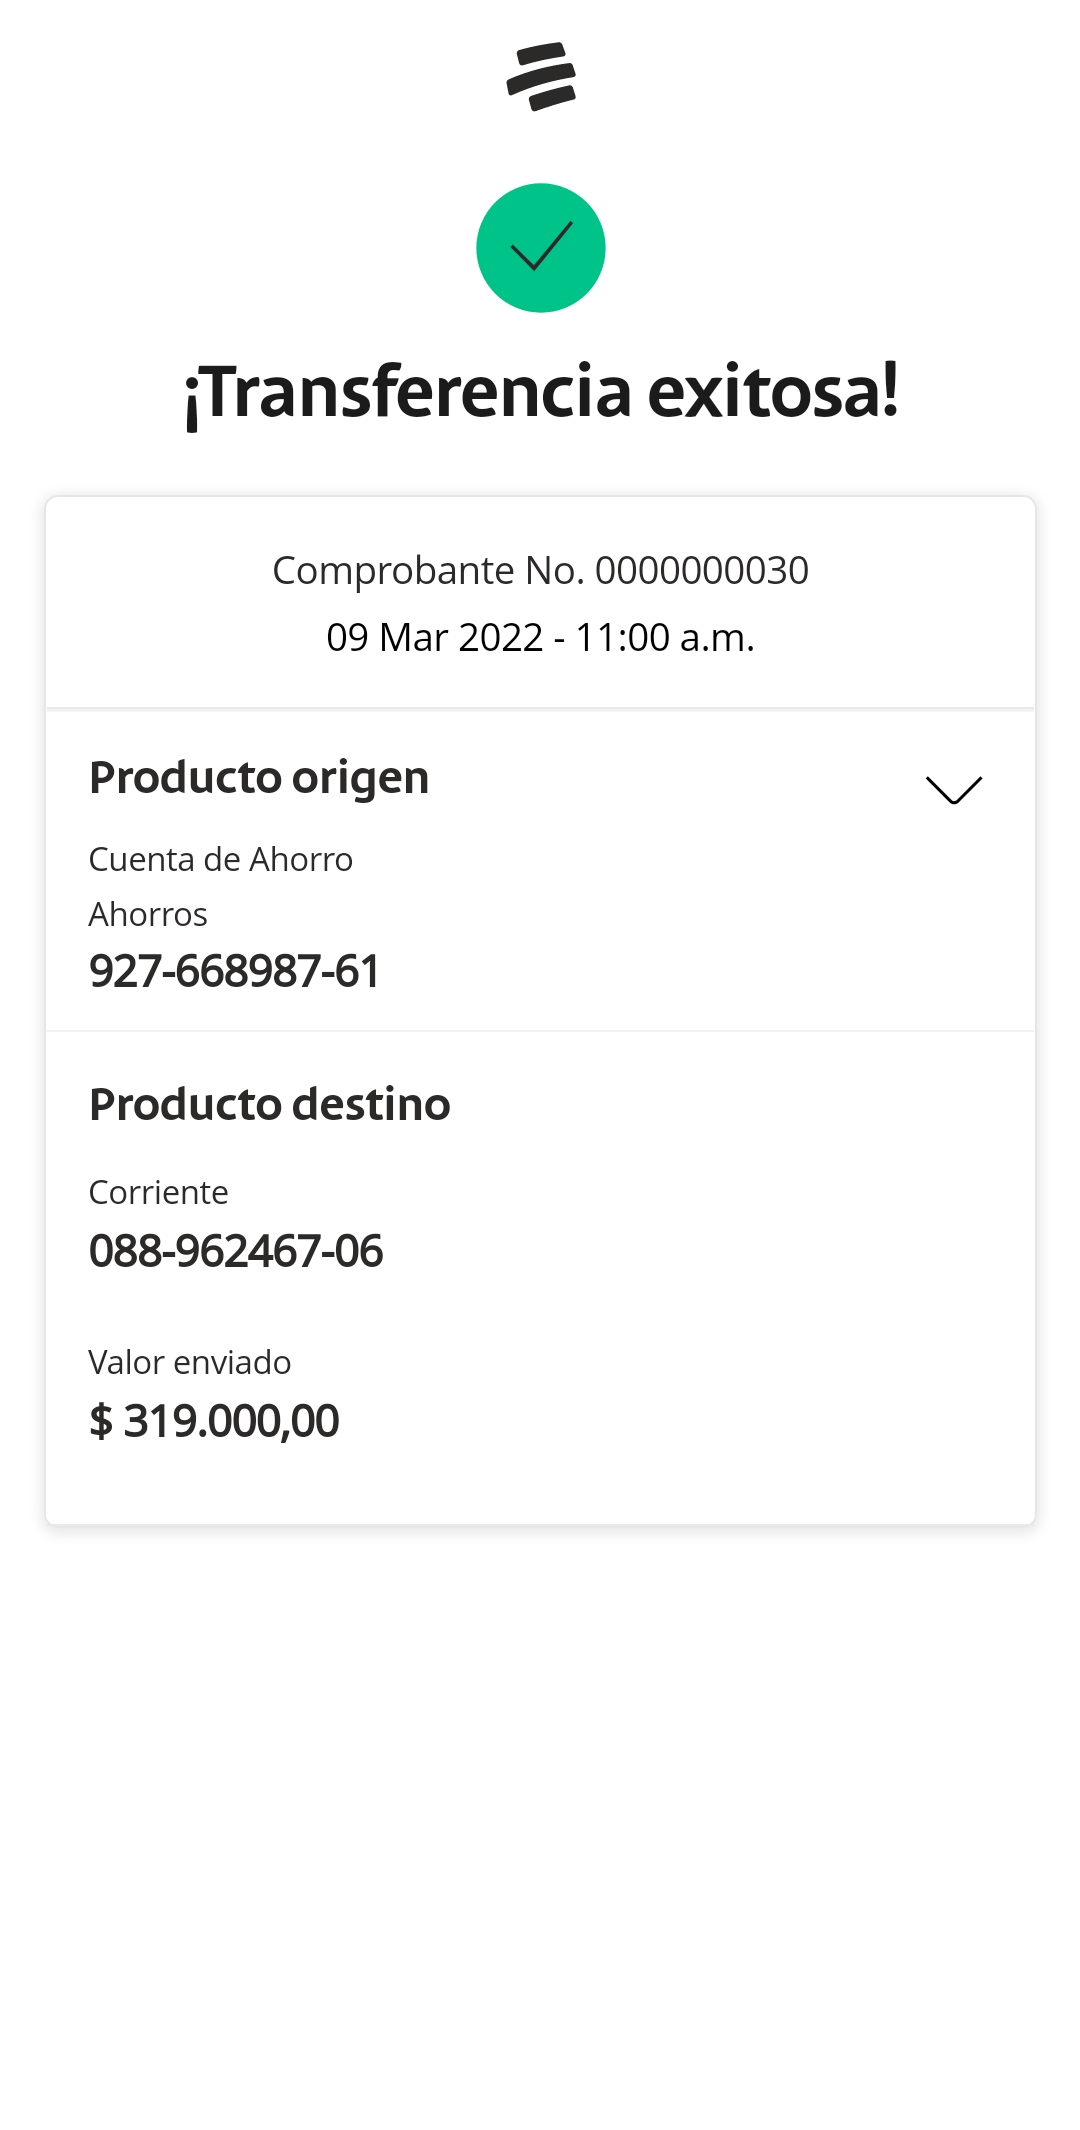 ¡Transferencia exitosa!
Comprobante No. 0000000030
09 Mar 2022 - 11:00 a.m.
Producto origen
Cuenta de Ahorro
Ahorros
927-668987-61
Producto destino
Corriente
088-962467-06
Valor enviado
$ 319.000,00